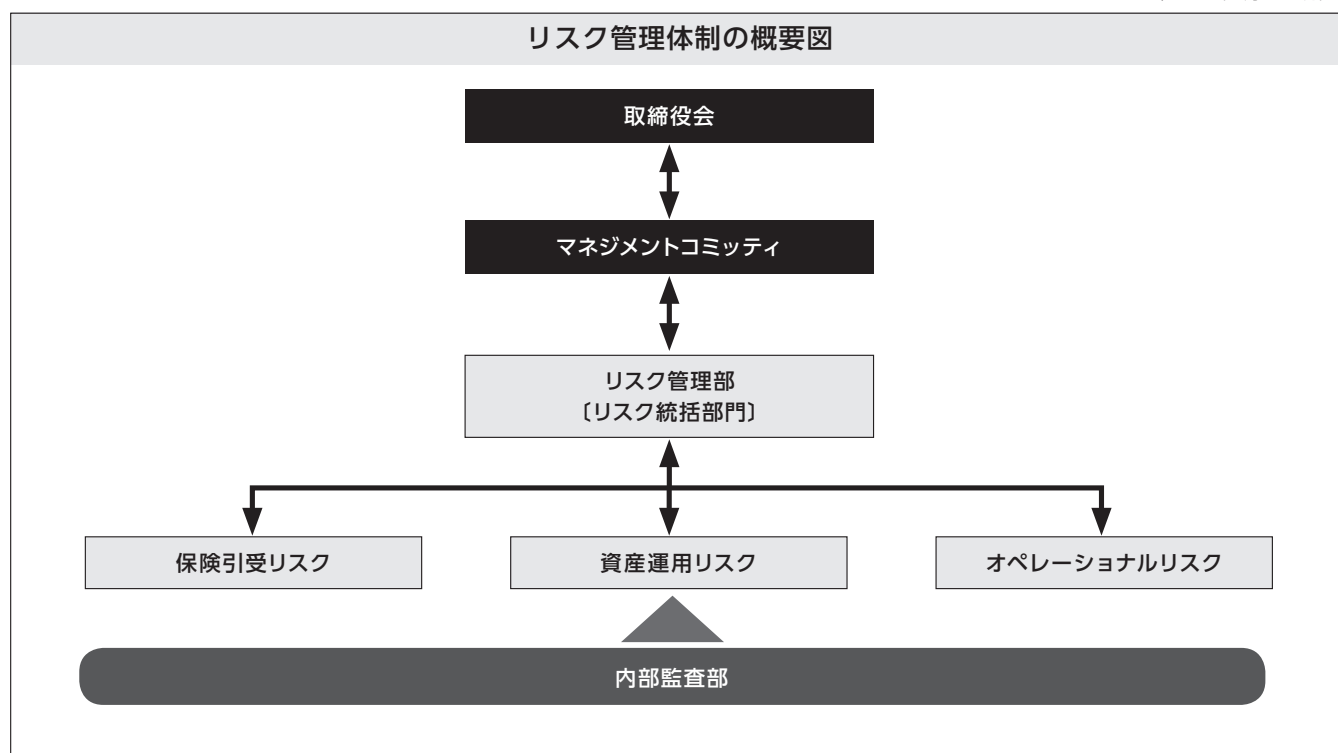 リスク管理体制の概要図
取締役会
マネジメントコミッティ
リスク管理部
〔リスク統括部門〕
保険引受リスク
資産運用リスク
オペレーショナルリスク
内部監査部